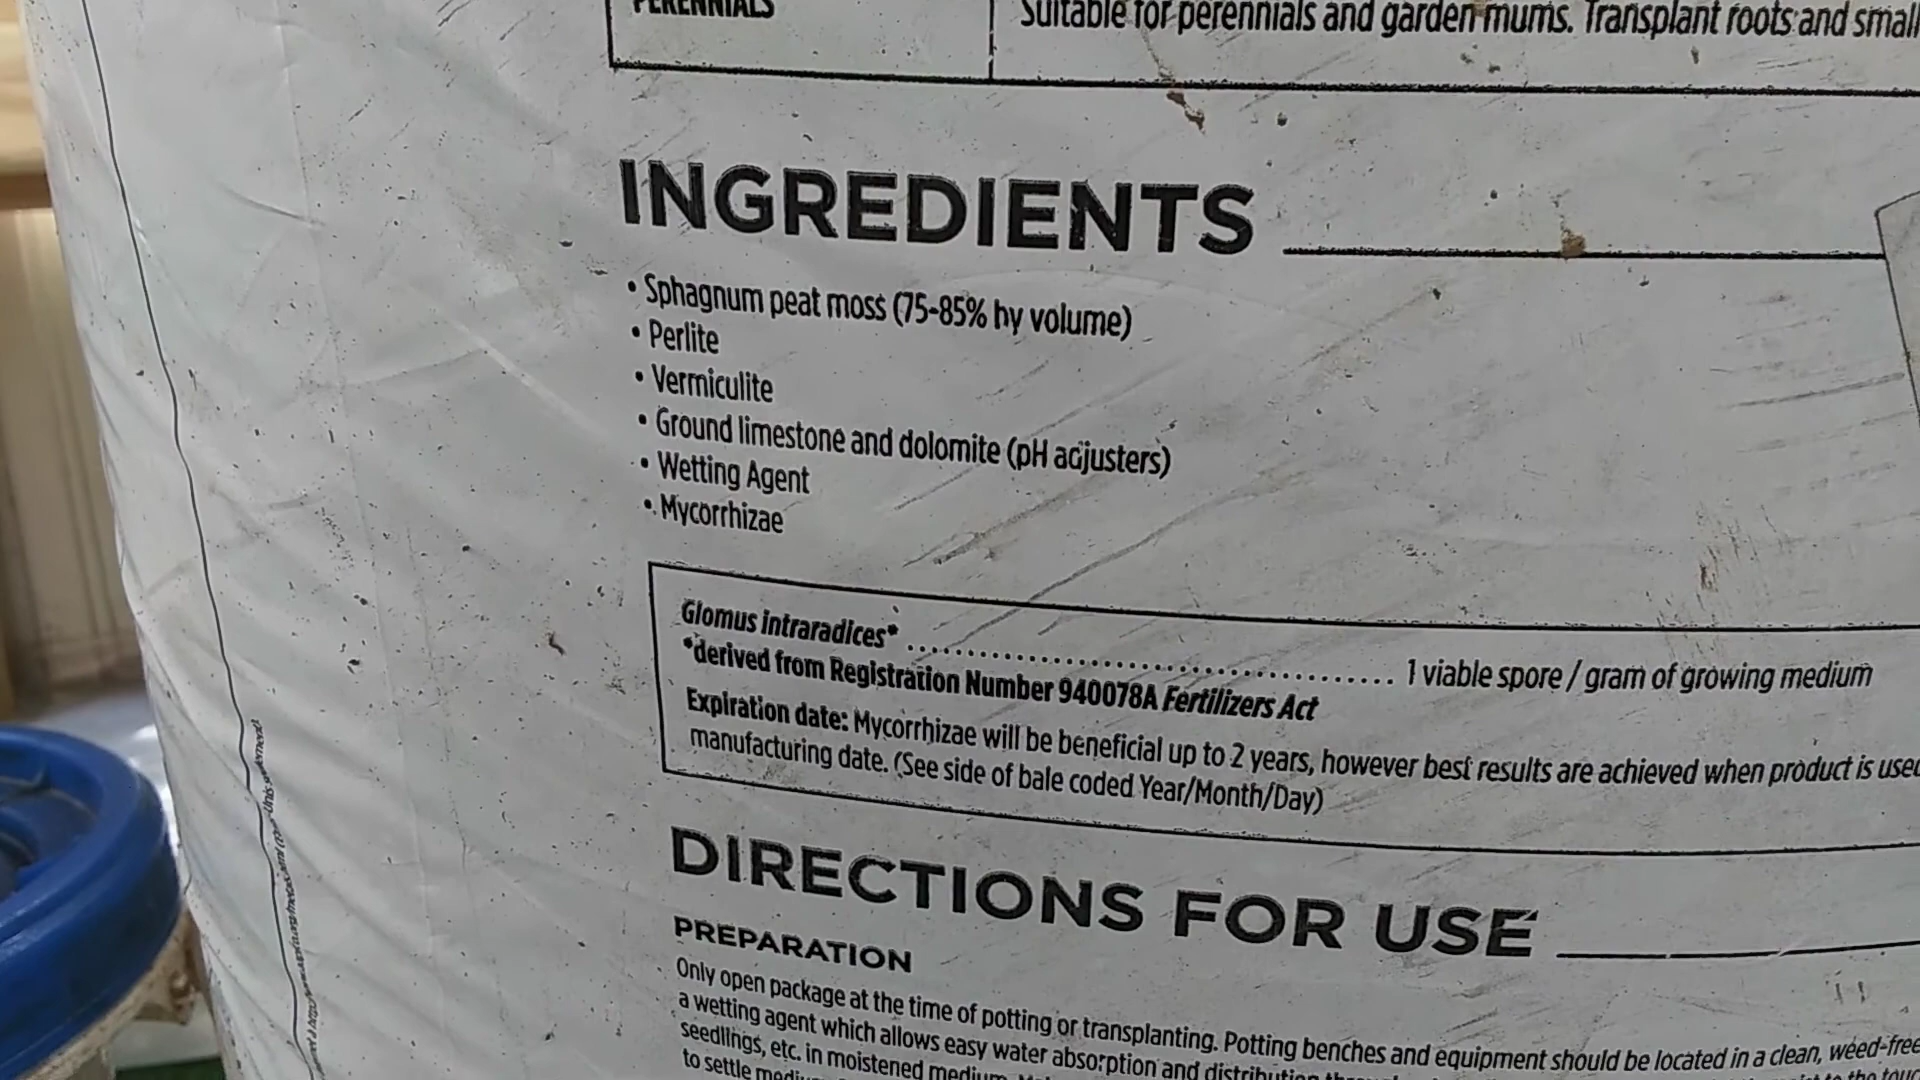 PERENNIALS
Suitable for perennials and garden mums. Transplant roots and small
INGREDIENTS
• Sphagnum peat moss (75-85% by volume)
• Perlite
• Vermiculite
• Ground limestone and dolomite (pH adjusters)
• Wetting Agent
• Mycorrhizae
Glomus intraradices* ........................................ 1 viable spore / gram of growing medium
*derived from Registration Number 940078A Fertilizers Act
Expiration date: Mycorrhizae will be beneficial up to 2 years, however best results are achieved when product is used
manufacturing date. (See side of bale coded Year/Month/Day)
DIRECTIONS FOR USE
PREPARATION
Only open package at the time of potting or transplanting. Potting benches and equipment should be located in a clean, weed-free
a wetting agent which allows easy water absorption and distribution
seedlings, etc. in moistened medium.
to settle